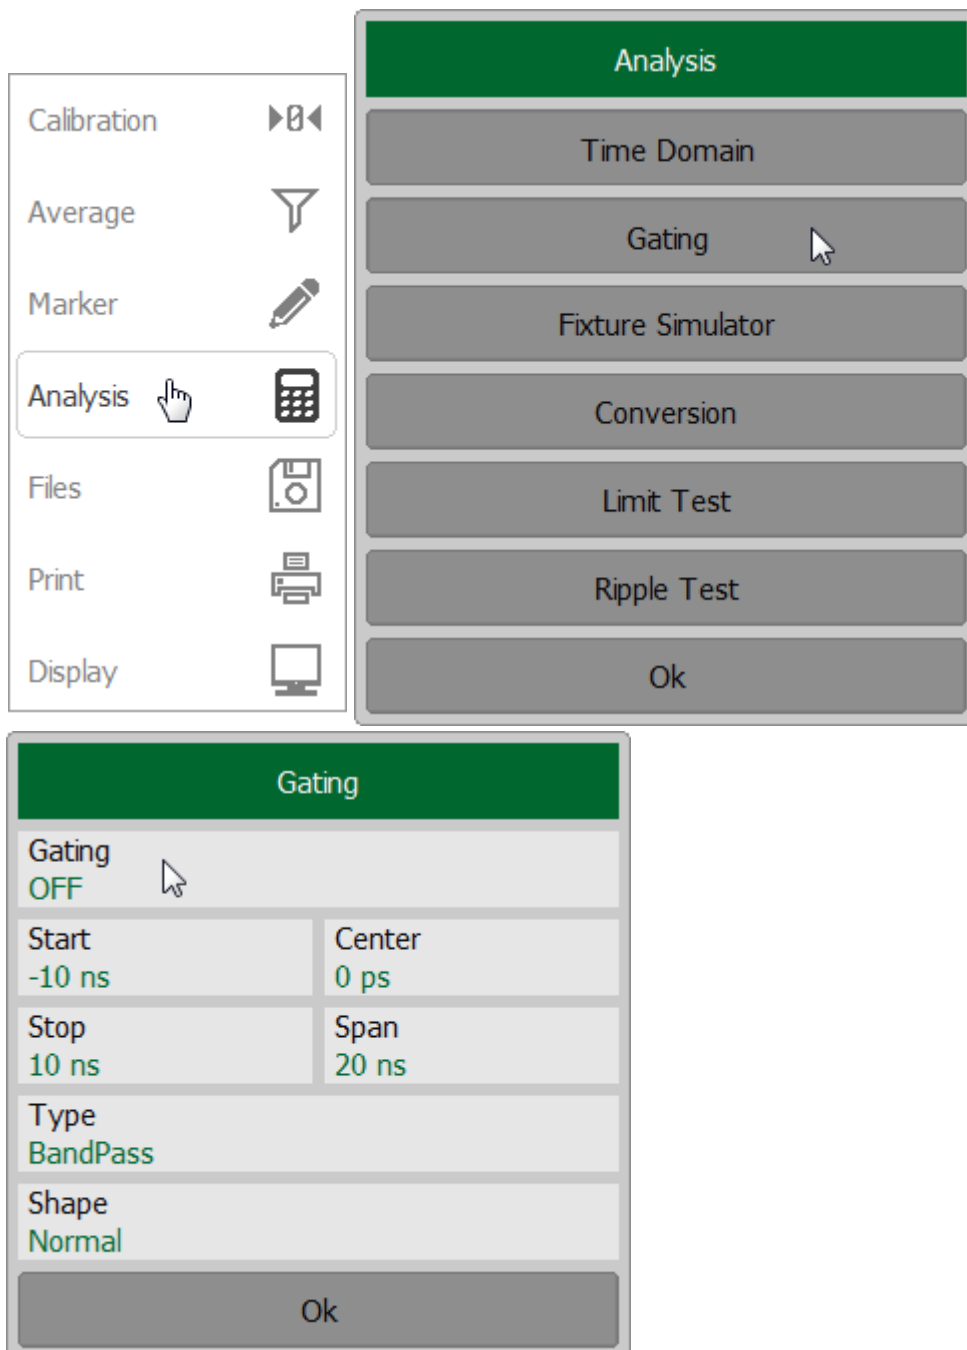 Calibration
Average
Marker
Analysis
Files
Print
Display
Analysis
Time Domain
Gating
Fixture Simulator
Conversion
Limit Test
Ripple Test
Ok
Gating
Gating
OFF
Start
-10 ns
Center
0 ps
Stop
10 ns
Span
20 ns
Type
BandPass
Shape
Normal
Ok